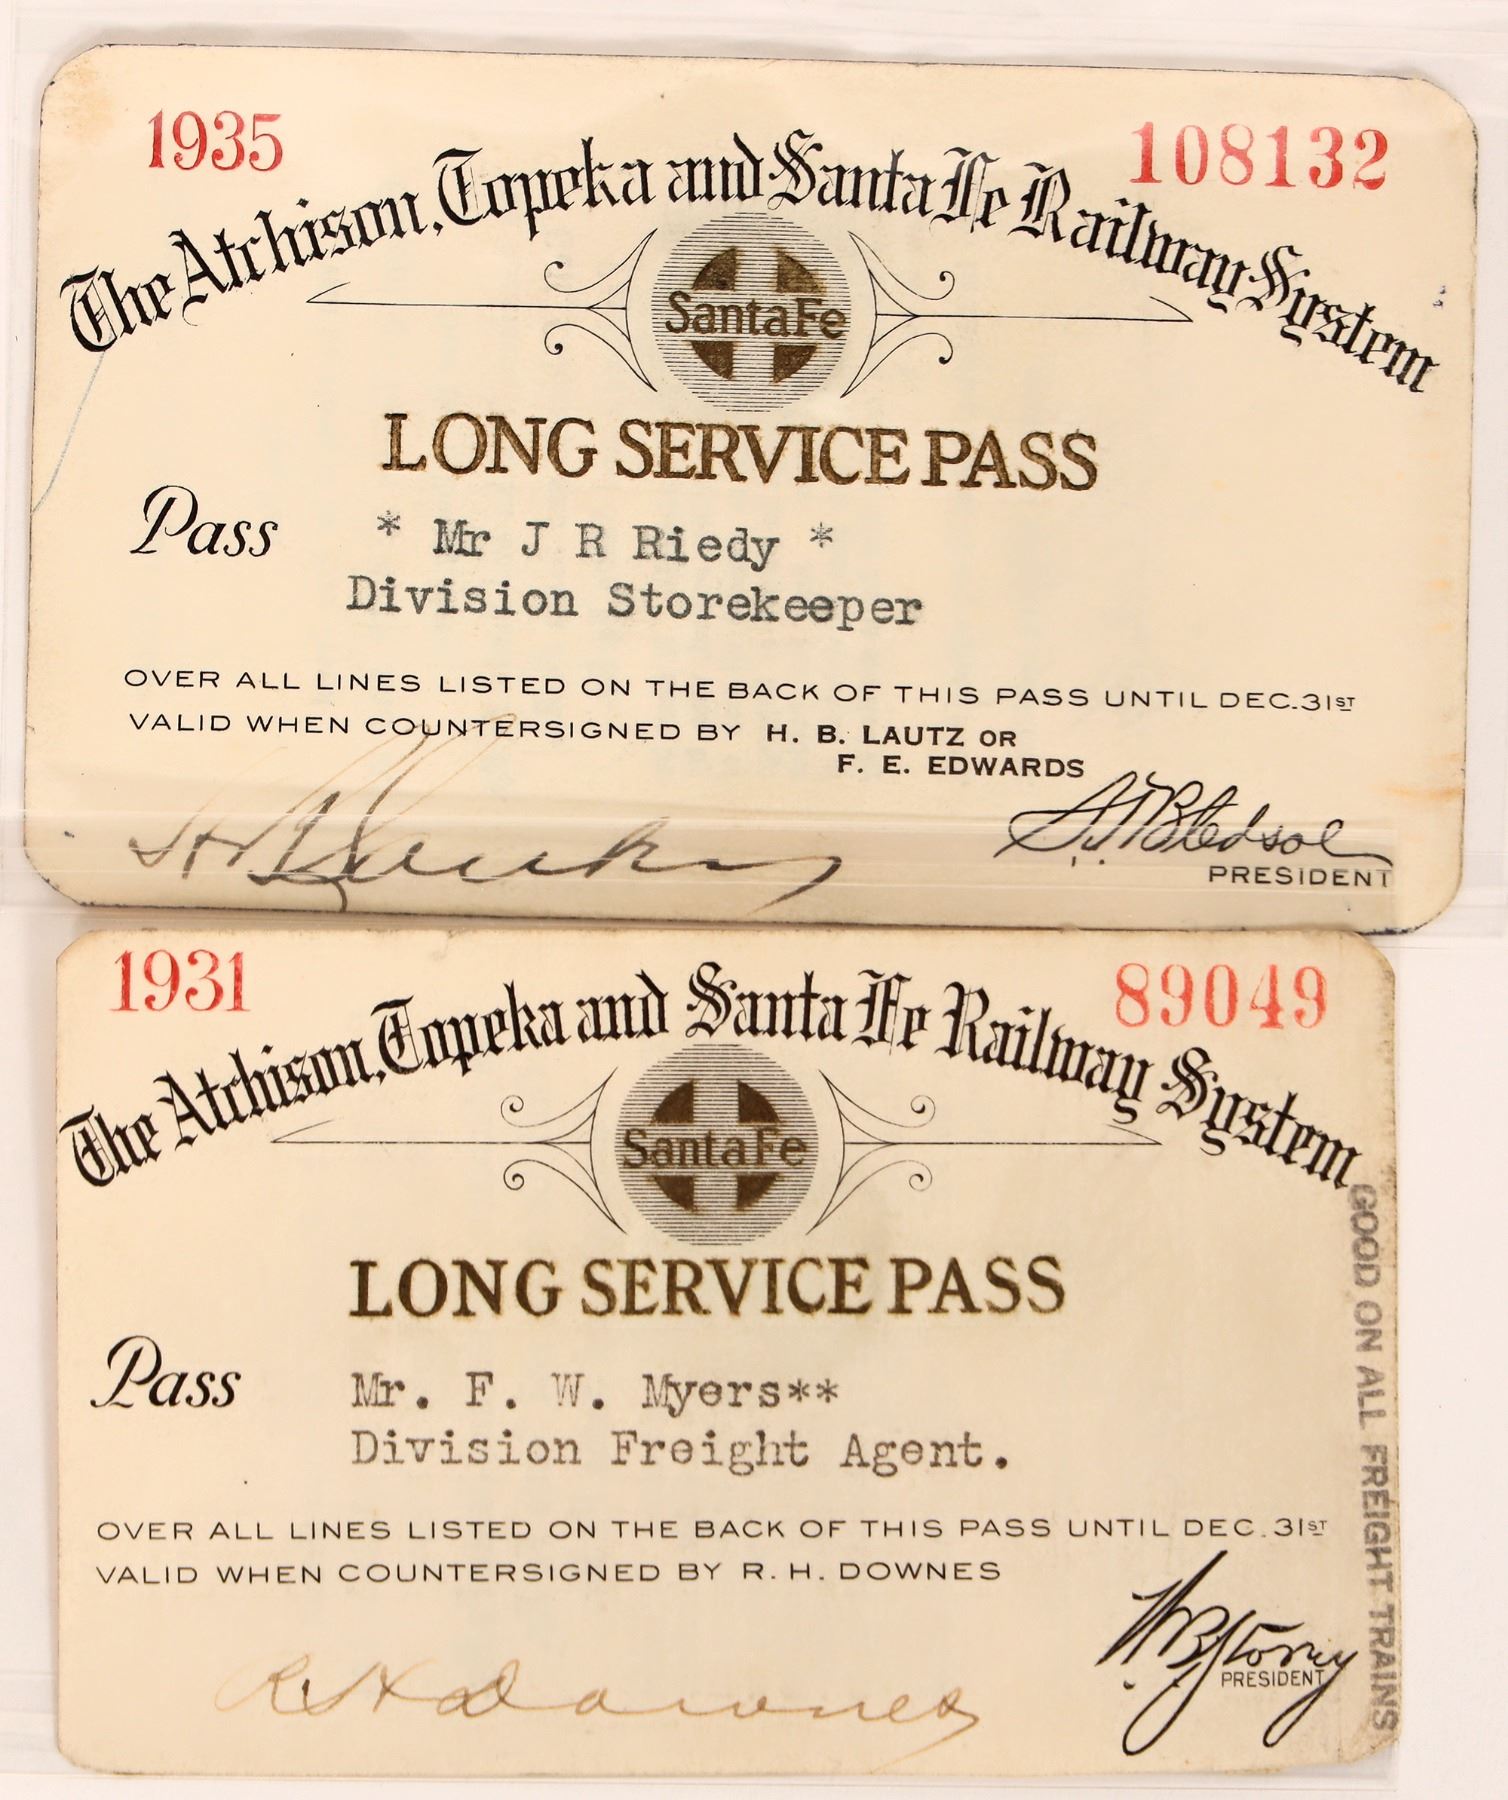 1935
108132
The Atchison, Topeka and Santa Fe Railway System
Santa Fe
LONG SERVICE PASS
Pass * Mr J R Riedy *
Division Storekeeper
OVER ALL LINES LISTED ON THE BACK OF THIS PASS UNTIL DEC. 31ST
VALID WHEN COUNTERSIGNED BY H. B. LAUTZ OR
F. E. EDWARDS
S.T. Bledsoe
PRESIDENT
1931
89049
The Atchison, Topeka and Santa Fe Railway System
Santa Fe
LONG SERVICE PASS
Pass Mr. F. W. Myers**
Division Freight Agent.
OVER ALL LINES LISTED ON THE BACK OF THIS PASS UNTIL DEC. 31ST
VALID WHEN COUNTERSIGNED BY R. H. DOWNES
R H Downes
W.B. Storey
PRESIDENT
GOOD ON ALL FREIGHT TRAINS